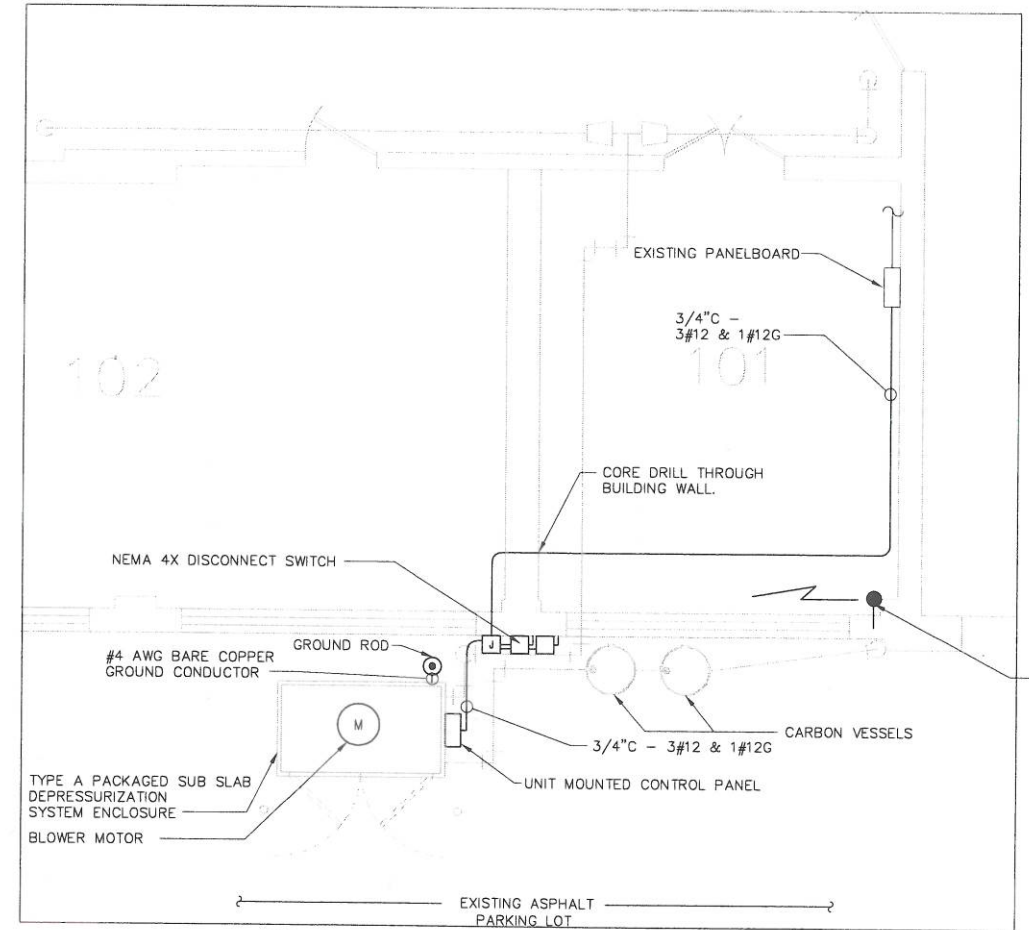 EXISTING PANELBOARD
3/4"C -
3#12 & 1#12G
101
102
CORE DRILL THROUGH
BUILDING WALL.
NEMA 4X DISCONNECT SWITCH
GROUND ROD
J
#4 AWG BARE COPPER
GROUND CONDUCTOR
M
CARBON VESSELS
3/4"C - 3#12 & 1#12G
UNIT MOUNTED CONTROL PANEL
TYPE A PACKAGED SUB SLAB
DEPRESSURIZATION
SYSTEM ENCLOSURE
BLOWER MOTOR
EXISTING ASPHALT
PARKING LOT